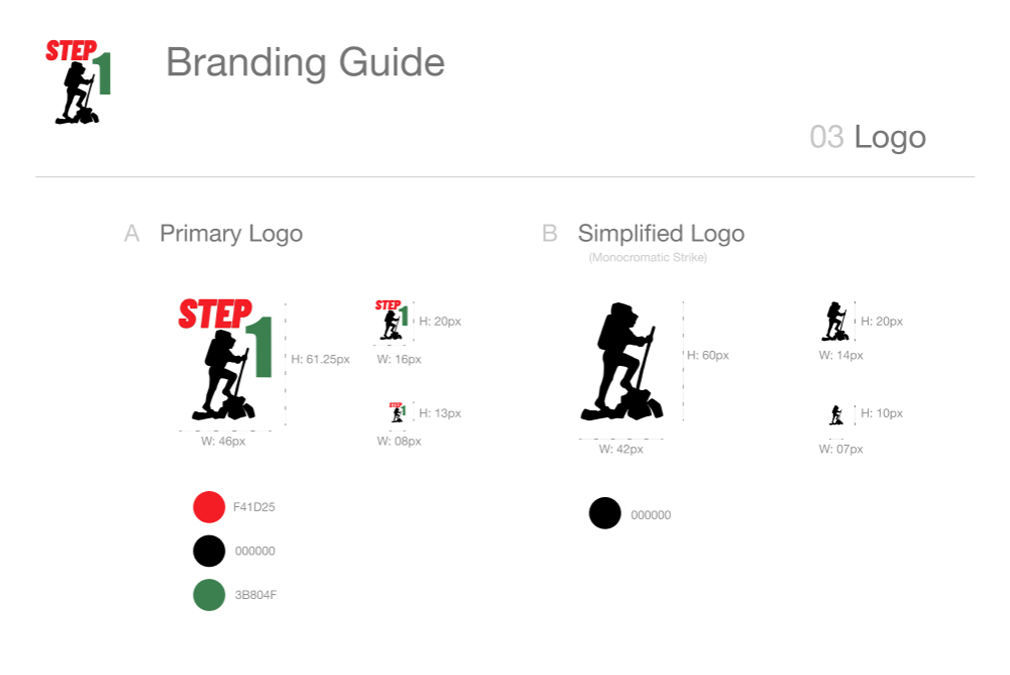 STEP
1
Branding Guide
03 Logo
A Primary Logo
B Simplified Logo
(Monocromatic Strike)
STEP
1
H: 61.25px
W: 46px
STEP
1
H: 20px
W: 16px
STEP
1
H: 13px
W: 08px
H: 60px
W: 42px
H: 20px
W: 14px
H: 10px
W: 07px
F41D25
000000
3B804F
000000